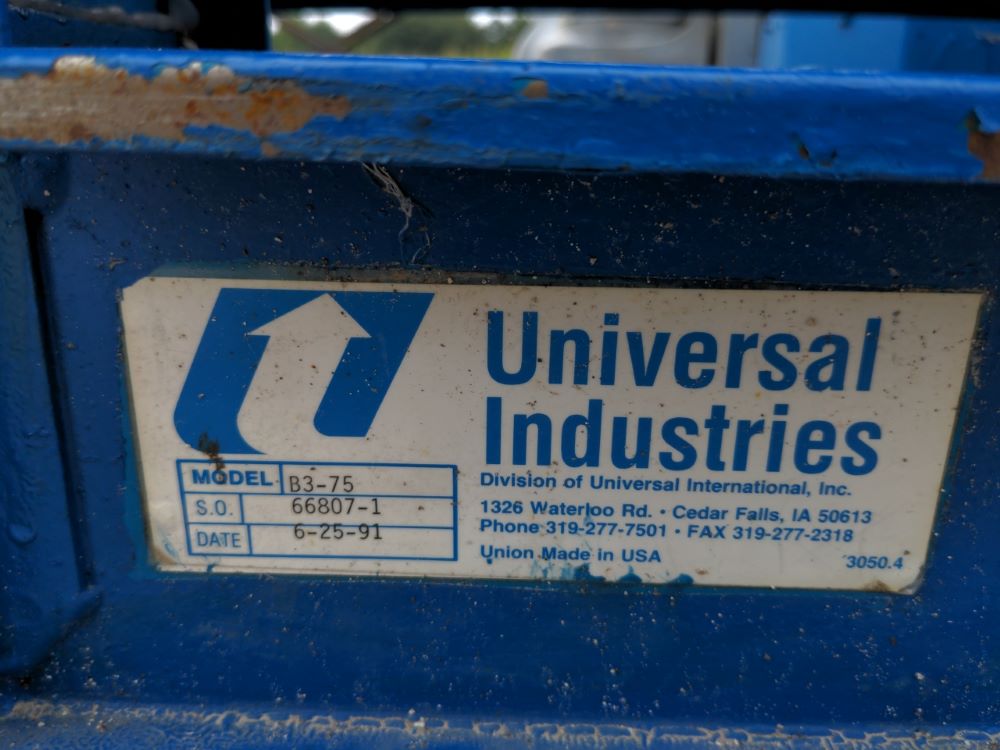 Universal
Industries
Division of Universal International, Inc.
1326 Waterloo Rd. • Cedar Falls, IA 50613
Phone 319-277-7501 • FAX 319-277-2318
Union Made in USA
3050.4
MODEL B3-75
S.O. 66807-1
DATE 6-25-91